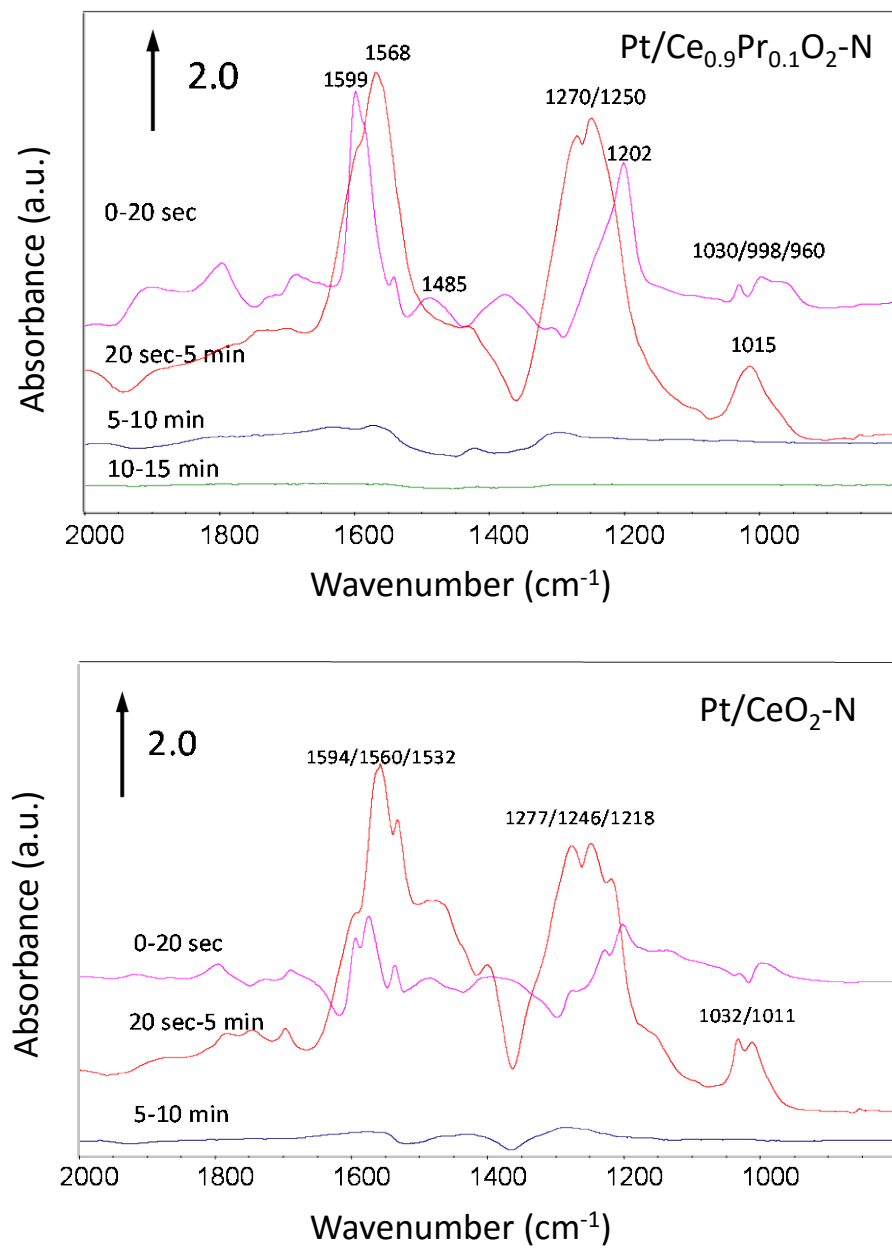 Pt/Ce0.9Pr0.1O2-N
2.0
1568
1599
1270/1250
1202
0-20 sec
1485
1030/998/960
20 sec-5 min
1015
5-10 min
10-15 min
Absorbance (a.u.)
2000 1800 1600 1400 1200 1000
Wavenumber (cm-1)
Pt/CeO2-N
2.0
1594/1560/1532
1277/1246/1218
0-20 sec
20 sec-5 min
1032/1011
5-10 min
Absorbance (a.u.)
2000 1800 1600 1400 1200 1000
Wavenumber (cm-1)